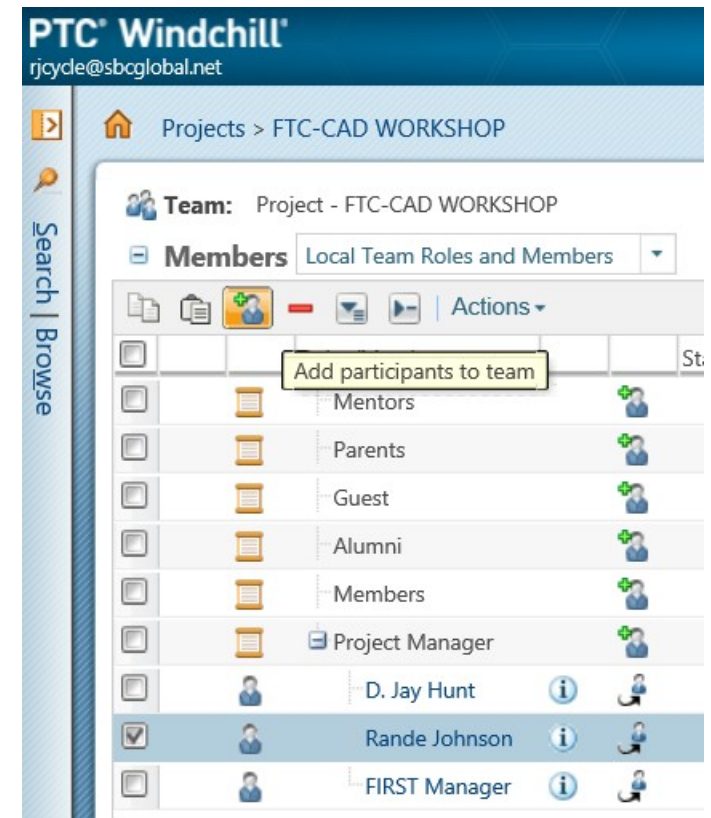 PTC® Windchill®
rjcycle@sbcglobal.net
Projects > FTC-CAD WORKSHOP
Search | Browse
Team: Project - FTC-CAD WORKSHOP
Members Local Team Roles and Members
Actions
Add participants to team
Mentors
Parents
Guest
Alumni
Members
Project Manager
D. Jay Hunt
Rande Johnson
FIRST Manager